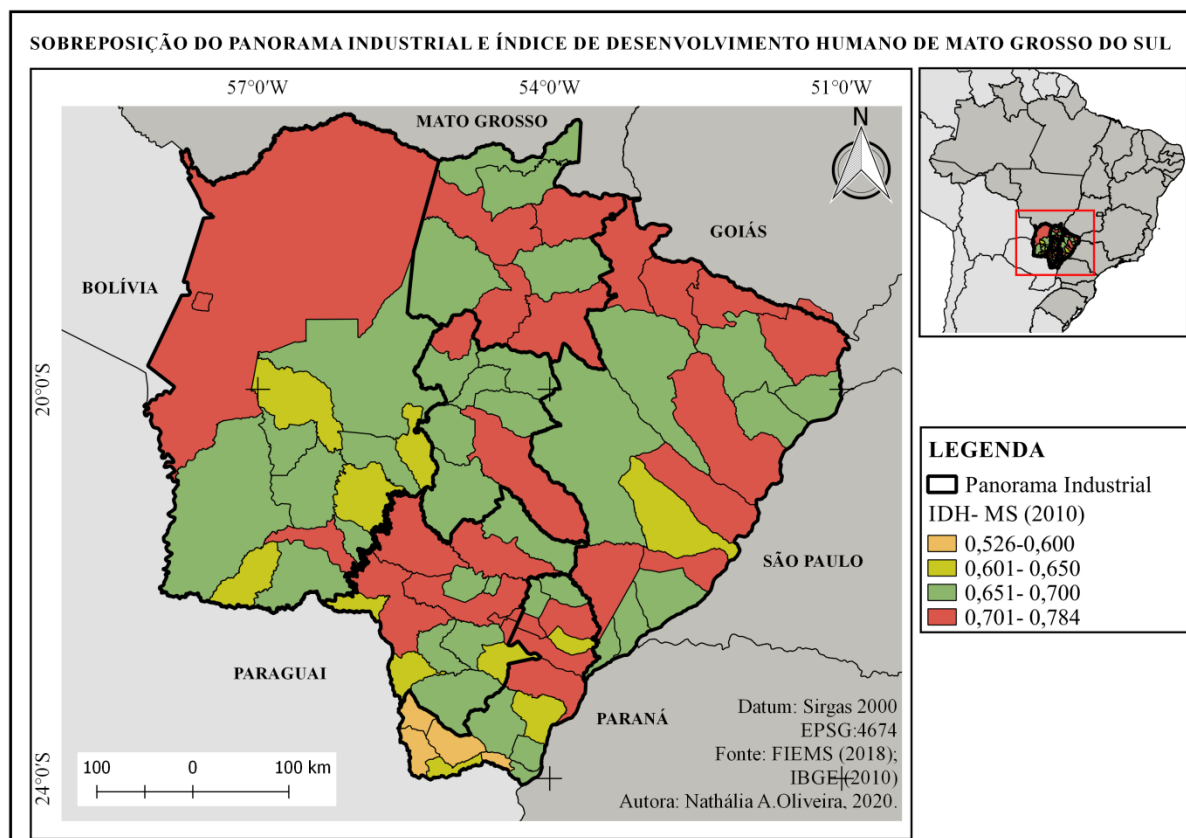 SOBREPOSIÇÃO DO PANORAMA INDUSTRIAL E ÍNDICE DE DESENVOLVIMENTO HUMANO DE MATO GROSSO DO SUL
57°0'W
54°0'W
51°0'W
MATO GROSSO
N
GOIÁS
BOLÍVIA
20°0'S
SÃO PAULO
PARAGUAI
PARANÁ
24°0'S
100
0
100 km
Datum: Sirgas 2000
EPSG:4674
Fonte: FIEMS (2018);
IBGE (2010)
Autora: Nathália A.Oliveira, 2020.
LEGENDA
Panorama Industrial
IDH- MS (2010)
0,526-0,600
0,601- 0,650
0,651- 0,700
0,701- 0,784